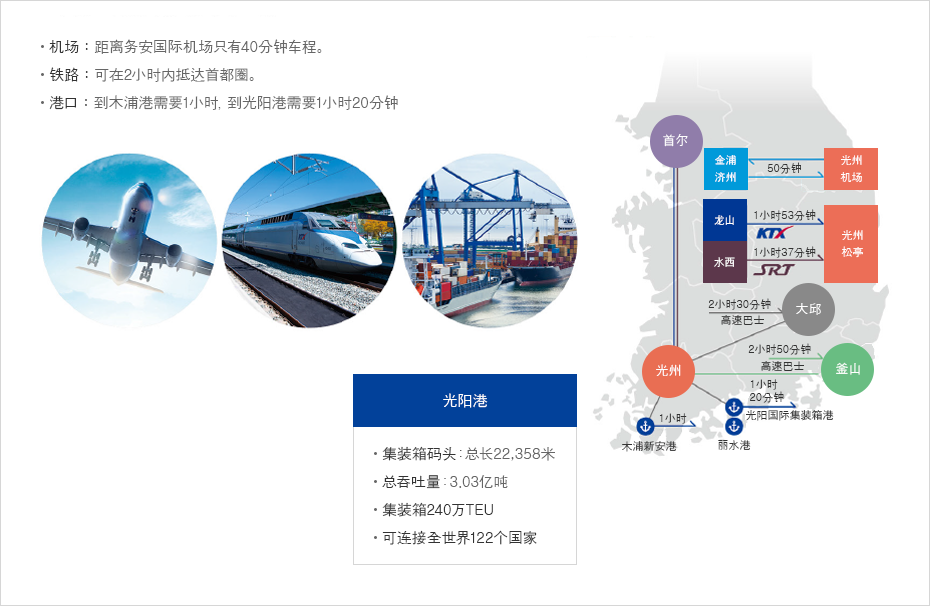 · 机场 : 距离务安国际机场只有40分钟车程。
· 铁路 : 可在2小时内抵达首都圈。
· 港口 : 到木浦港需要1小时, 到光阳港需要1小时20分钟
首尔
金浦
济州
50分钟
光州
机场
龙山
1小时53分钟
KTX
水西
1小时37分钟
SRT
光州
松亭
2小时30分钟
高速巴士
大邱
2小时50分钟
高速巴士
釜山
光州
1小时
20分钟
光阳国际集装箱港
1小时
木浦新安港
丽水港
光阳港
· 集装箱码头 : 总长22,358米
· 总吞吐量 : 3,03亿吨
· 集装箱240万TEU
· 可连接全世界122个国家